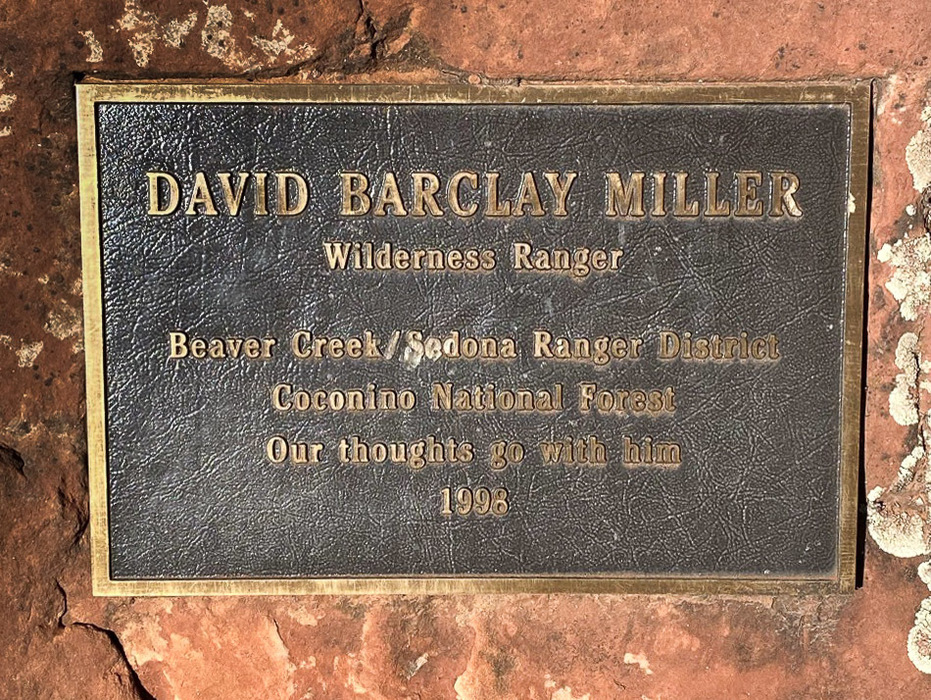 DAVID BARCLAY MILLER
Wilderness Ranger
Beaver Creek/Sedona Ranger District
Coconino National Forest
Our thoughts go with him
1998